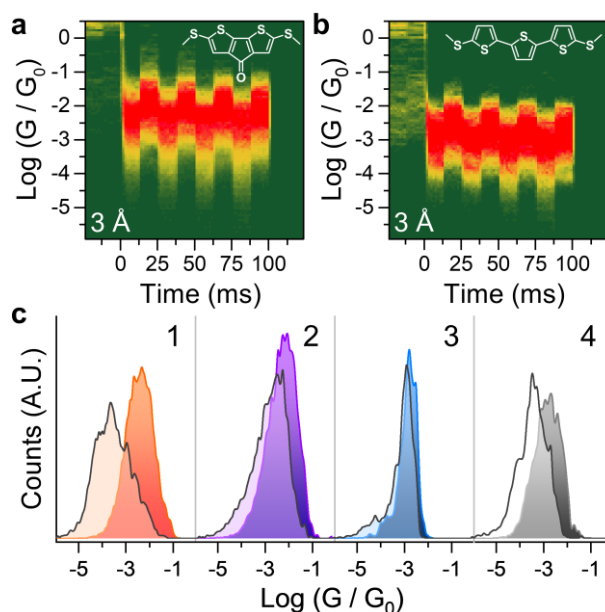 a
b
0
-1
-2
-3
-4
-5
Log (G / G₀)
S
S
S
S
O
3 Å
0 25 50 75 100
Time (ms)
0
-1
-2
-3
-4
-5
Log (G / G₀)
S
S
S
S
S
3 Å
0 25 50 75 100
Time (ms)
c
1 2 3 4
Counts (A.U.)
-5 -3 -1 -5 -3 -1 -5 -3 -1 -5 -3 -1
Log (G / G₀)